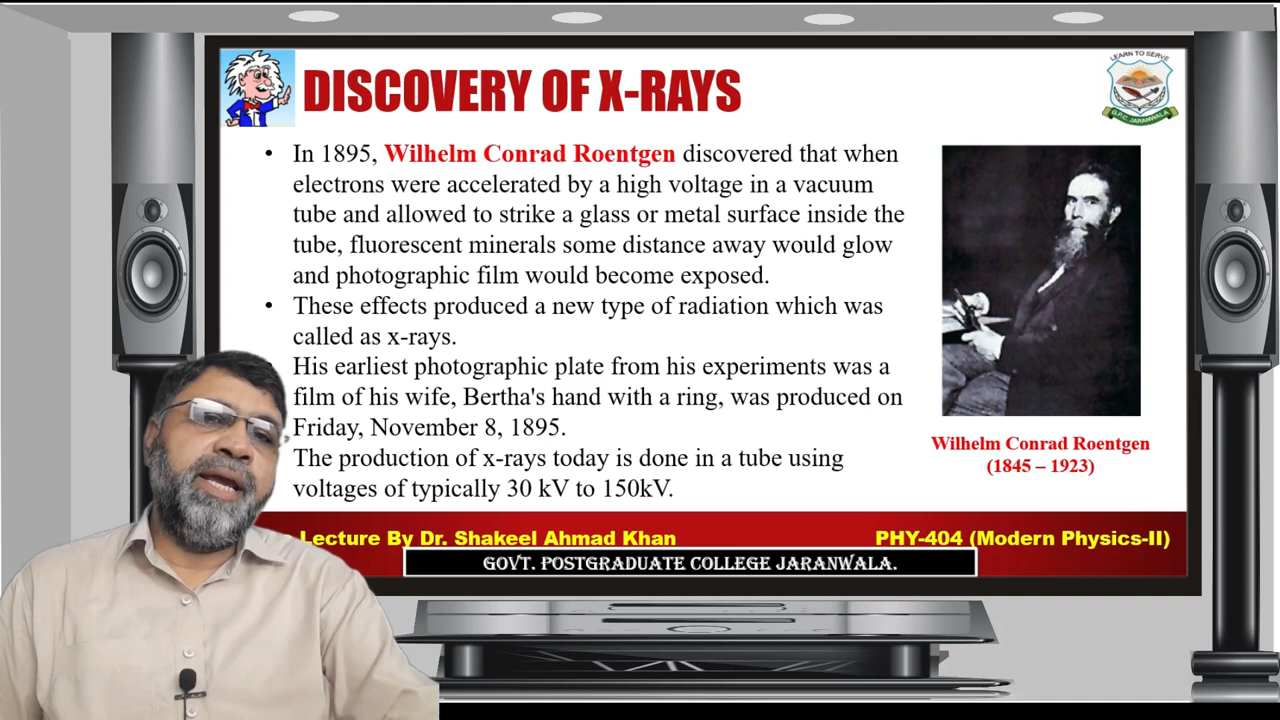 LEARN TO SERVE
DISCOVERY OF X-RAYS
G.P.C. JARANWALA
• In 1895, Wilhelm Conrad Roentgen discovered that when
electrons were accelerated by a high voltage in a vacuum
tube and allowed to strike a glass or metal surface inside the
tube, fluorescent minerals some distance away would glow
and photographic film would become exposed.
• These effects produced a new type of radiation which was
called as x-rays.
His earliest photographic plate from his experiments was a
film of his wife, Bertha's hand with a ring, was produced on
Friday, November 8, 1895.
The production of x-rays today is done in a tube using
voltages of typically 30 kV to 150kV.
Wilhelm Conrad Roentgen
(1845 – 1923)
Lecture By Dr. Shakeel Ahmad Khan
PHY-404 (Modern Physics-II)
GOVT. POSTGRADUATE COLLEGE JARANWALA.